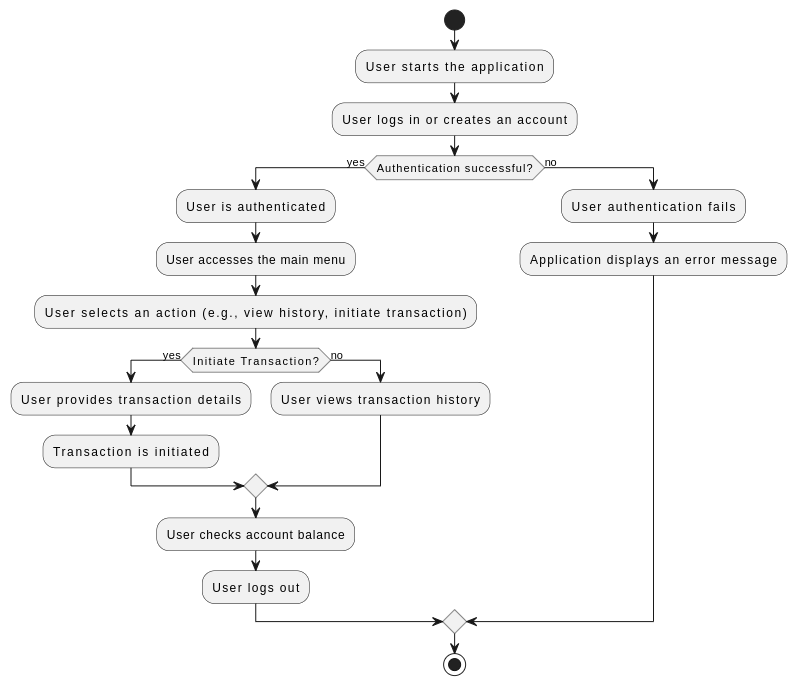 User starts the application
User logs in or creates an account
yes
Authentication successful?
no
User is authenticated
User authentication fails
User accesses the main menu
Application displays an error message
User selects an action (e.g., view history, initiate transaction)
yes
Initiate Transaction?
no
User provides transaction details
User views transaction history
Transaction is initiated
User checks account balance
User logs out